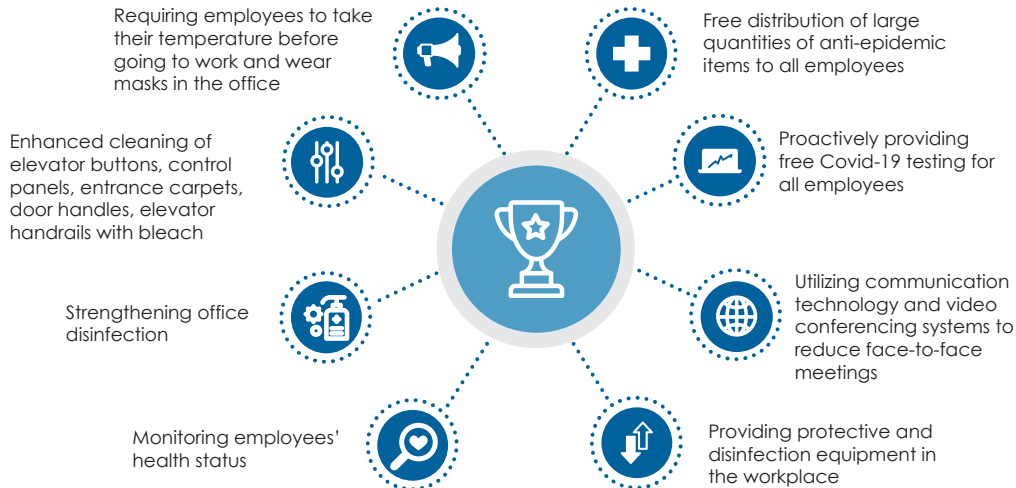 Requiring employees to take
their temperature before
going to work and wear
masks in the office
Free distribution of large
quantities of anti-epidemic
items to all employees
Enhanced cleaning of
elevator buttons, control
panels, entrance carpets,
door handles, elevator
handrails with bleach
Proactively providing
free Covid-19 testing for
all employees
Strengthening office
disinfection
Utilizing communication
technology and video
conferencing systems to
reduce face-to-face
meetings
Monitoring employees'
health status
Providing protective and
disinfection equipment in
the workplace